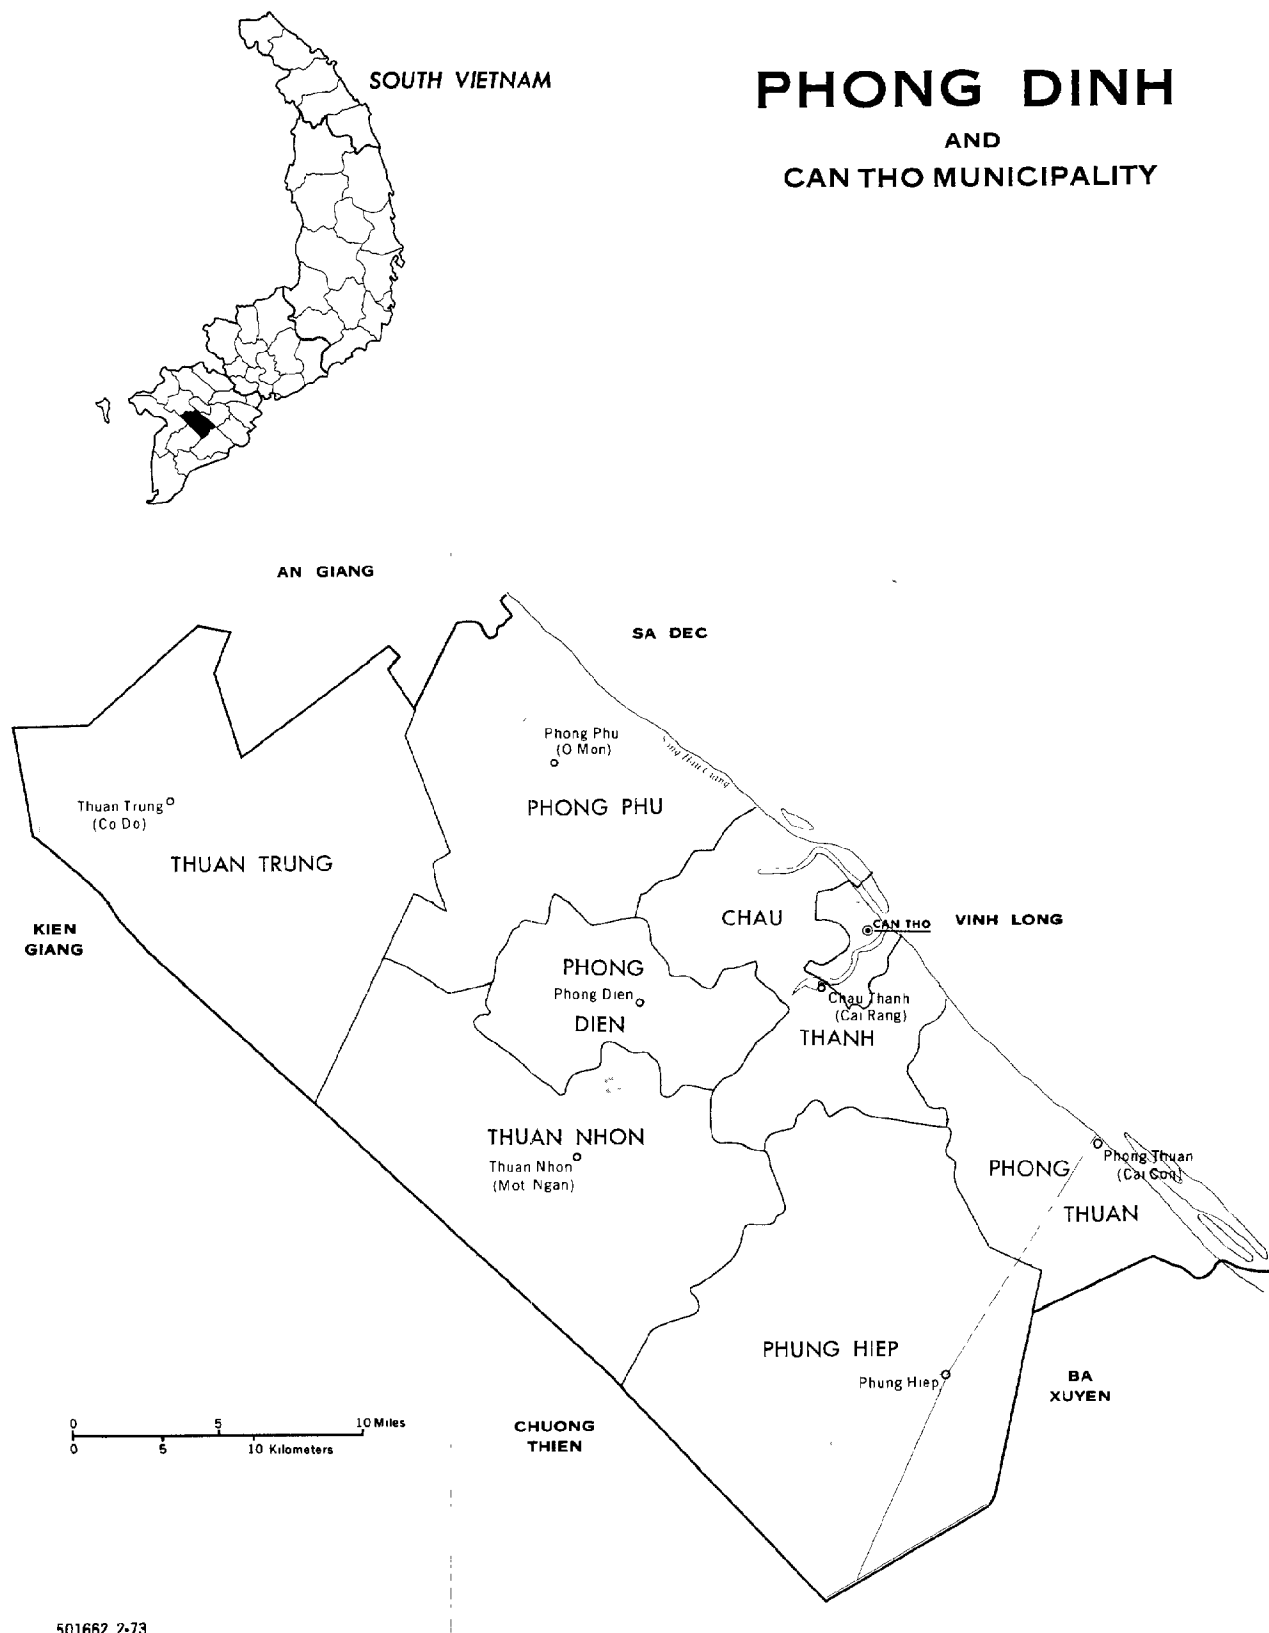 SOUTH VIETNAM
PHONG DINH
AND
CAN THO MUNICIPALITY
AN GIANG
SA DEC
Phong Phu
(O Mon)
Song Hau Giang
Thuan Trung
(Co Do)
PHONG PHU
THUAN TRUNG
CHAU
CAN THO
VINH LONG
KIEN
GIANG
PHONG
Phong Dien
DIEN
Chau Thanh
(Cai Rang)
THANH
THUAN NHON
Thuan Nhon
(Mot Ngan)
PHONG
Phong Thuan
(Cai Con)
THUAN
PHUNG HIEP
Phung Hiep
BA
XUYEN
CHUONG
THIEN
0 5 10 Miles
0 5 10 Kilometers
501662 2-73